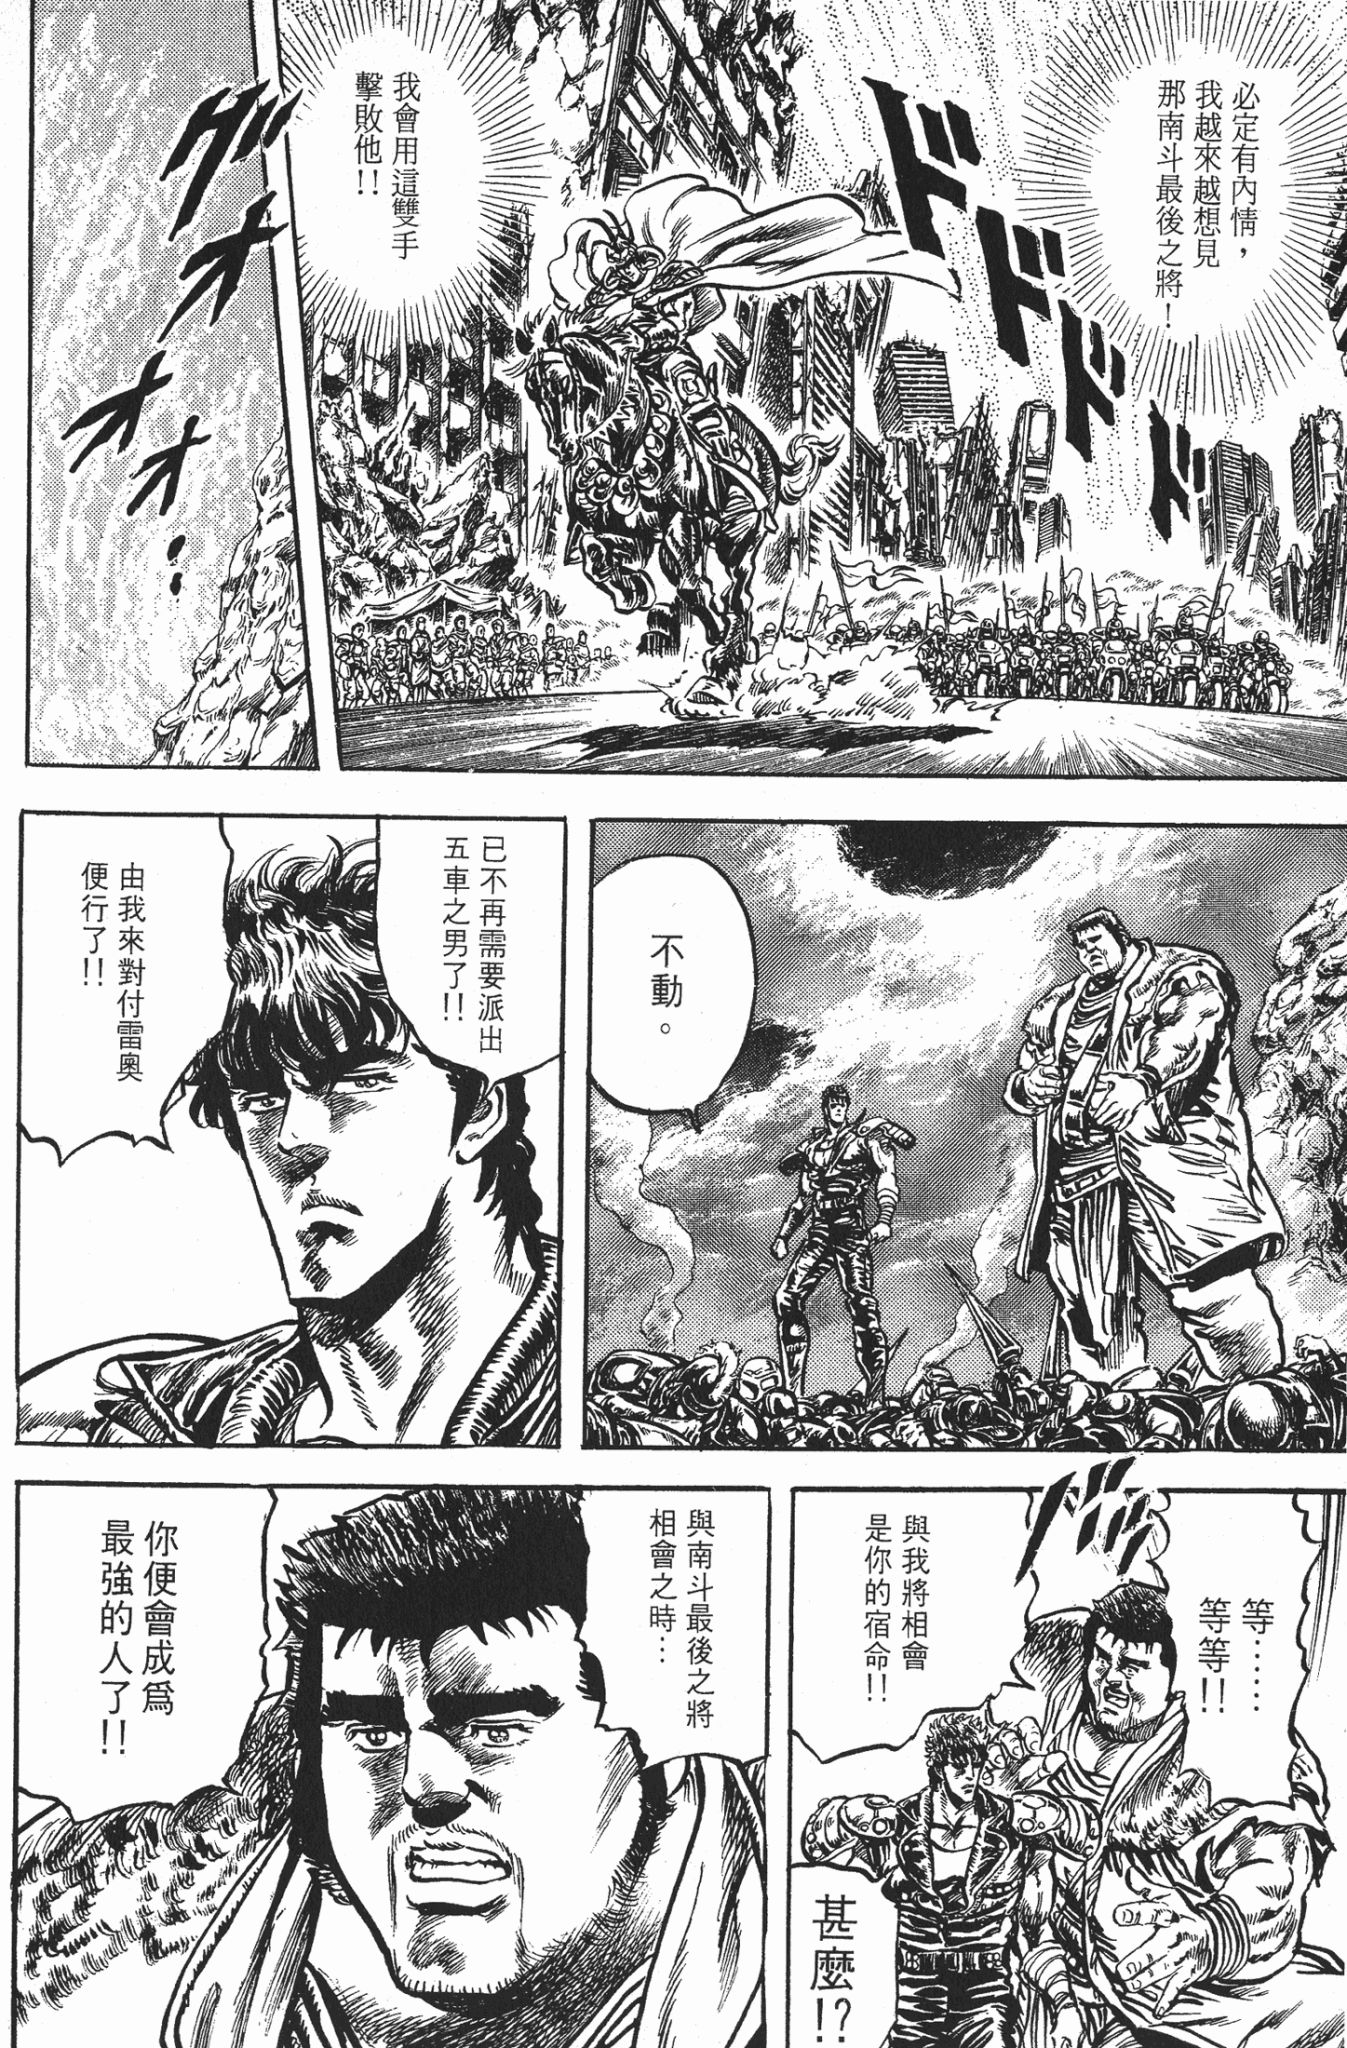 必定有內情，
我越來越想見
那南斗最後之將！
ドドドド
我會用這雙手
擊敗他!!
ゴオオオ…
不動。
已不再需要派出
五車之男了!!
由我來對付雷奧
便行了!!
等……
等等!!
與我將相會
是你的宿命!!
甚麼!?
與南斗最後之將
相會之時…
你便會成爲
最強的人了!!